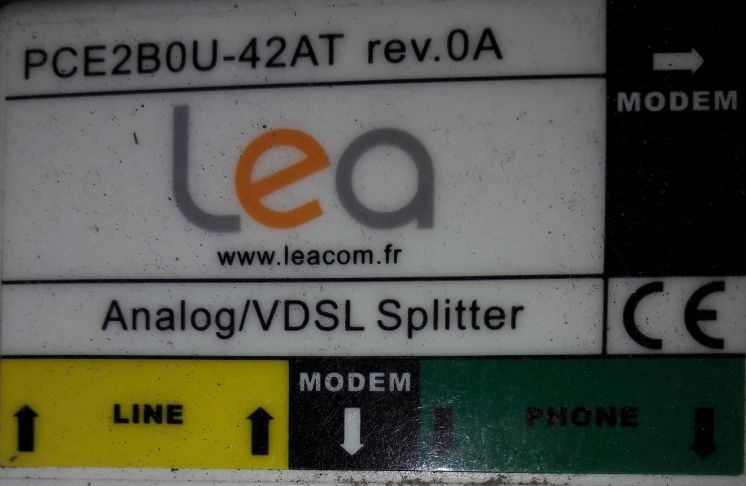 PCE2B0U-42AT rev.0A
MODEM
Lea
www.leacom.fr
Analog/VDSL Splitter
CE
LINE
MODEM
PHONE